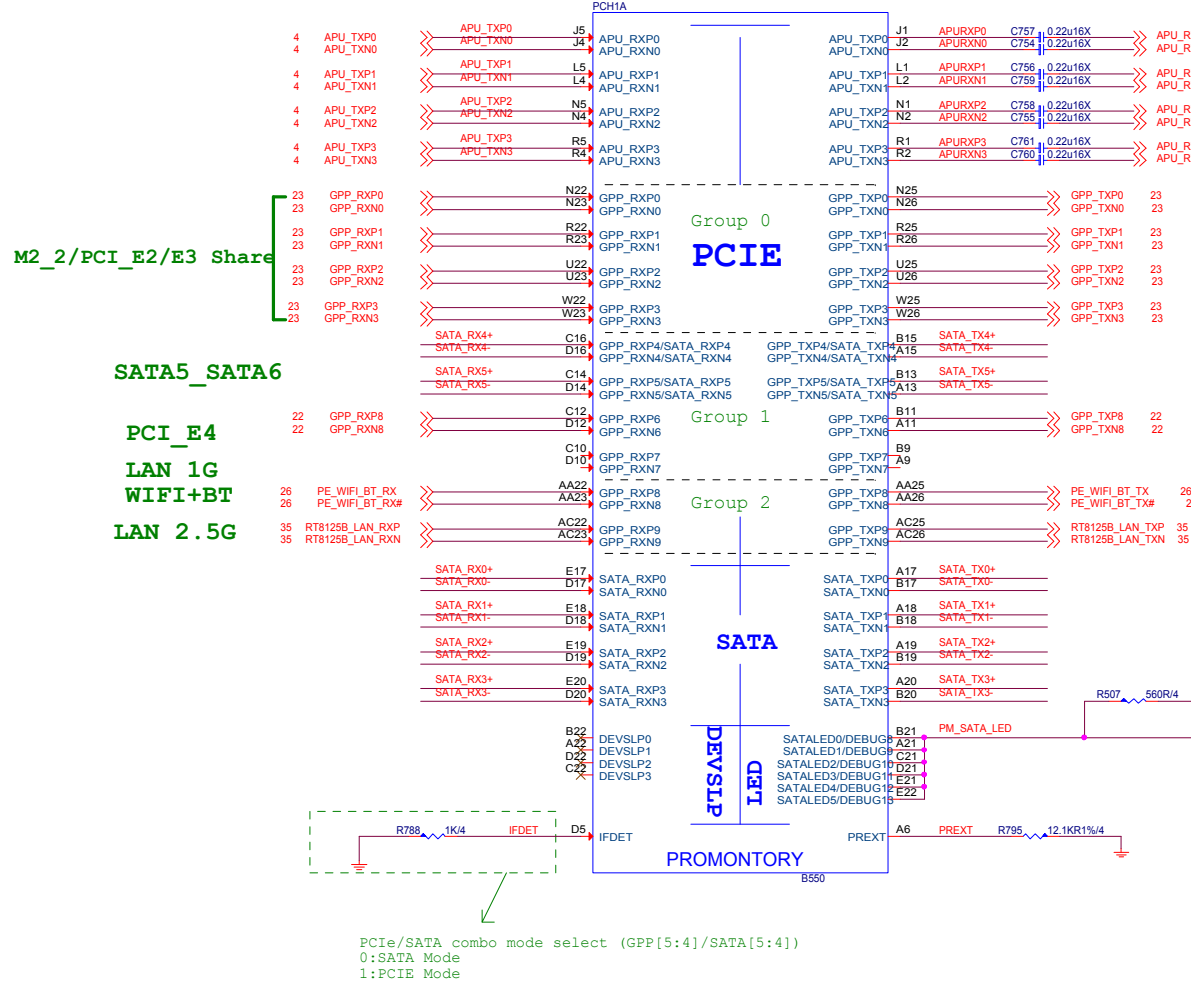 PCH1A
4 APU_TXP0 APU_TXP0 J5 APU_RXP0 APU_TXP0 J1 APURXP0 C757 0.22u16X APU_R
4 APU_TXN0 APU_TXN0 J4 APU_RXN0 APU_TXN0 J2 APURXN0 C754 0.22u16X APU_R
4 APU_TXP1 APU_TXP1 L5 APU_RXP1 APU_TXP1 L1 APURXP1 C756 0.22u16X APU_R
4 APU_TXN1 APU_TXN1 L4 APU_RXN1 APU_TXN1 L2 APURXN1 C759 0.22u16X APU_R
4 APU_TXP2 APU_TXP2 N5 APU_RXP2 APU_TXP2 N1 APURXP2 C758 0.22u16X APU_R
4 APU_TXN2 APU_TXN2 N4 APU_RXN2 APU_TXN2 N2 APURXN2 C755 0.22u16X APU_R
4 APU_TXP3 APU_TXP3 R5 APU_RXP3 APU_TXP3 R1 APURXP3 C761 0.22u16X APU_R
4 APU_TXN3 APU_TXN3 R4 APU_RXN3 APU_TXN3 R2 APURXN3 C760 0.22u16X APU_R
23 GPP_RXP0 N22 GPP_RXP0 GPP_TXP0 N25 GPP_TXP0 23
23 GPP_RXN0 N23 GPP_RXN0 GPP_TXN0 N26 GPP_TXN0 23
Group 0
23 GPP_RXP1 R22 GPP_RXP1 GPP_TXP1 R25 GPP_TXP1 23
23 GPP_RXN1 R23 GPP_RXN1 GPP_TXN1 R26 GPP_TXN1 23
M2_2/PCI_E2/E3 Share
PCIE
23 GPP_RXP2 U22 GPP_RXP2 GPP_TXP2 U25 GPP_TXP2 23
23 GPP_RXN2 U23 GPP_RXN2 GPP_TXN2 U26 GPP_TXN2 23
23 GPP_RXP3 W22 GPP_RXP3 GPP_TXP3 W25 GPP_TXP3 23
23 GPP_RXN3 W23 GPP_RXN3 GPP_TXN3 W26 GPP_TXN3 23
SATA_RX4+ C16 GPP_RXP4/SATA_RXP4 GPP_TXP4/SATA_TXP4 B15 SATA_TX4+
SATA_RX4- D16 GPP_RXN4/SATA_RXN4 GPP_TXN4/SATA_TXN4 A15 SATA_TX4-
SATA5_SATA6
SATA_RX5+ C14 GPP_RXP5/SATA_RXP5 GPP_TXP5/SATA_TXP5 B13 SATA_TX5+
SATA_RX5- D14 GPP_RXN5/SATA_RXN5 GPP_TXN5/SATA_TXN5 A13 SATA_TX5-
Group 1
22 GPP_RXP8 C12 GPP_RXP6 GPP_TXP6 B11 GPP_TXP8 22
22 GPP_RXN8 D12 GPP_RXN6 GPP_TXN6 A11 GPP_TXN8 22
PCI_E4
C10 GPP_RXP7 GPP_TXP7 B9
D10 GPP_RXN7 GPP_TXN7 A9
LAN 1G
WIFI+BT
26 PE_WIFI_BT_RX AA22 GPP_RXP8 GPP_TXP8 AA25 PE_WIFI_BT_TX 26
26 PE_WIFI_BT_RX# AA23 GPP_RXN8 GPP_TXN8 AA26 PE_WIFI_BT_TX# 2
Group 2
LAN 2.5G
35 RT8125B_LAN_RXP AC22 GPP_RXP9 GPP_TXP9 AC25 RT8125B_LAN_TXP 35
35 RT8125B_LAN_RXN AC23 GPP_RXN9 GPP_TXN9 AC26 RT8125B_LAN_TXN 35
SATA_RX0+ E17 SATA_RXP0 SATA_TXP0 A17 SATA_TX0+
SATA_RX0- D17 SATA_RXN0 SATA_TXN0 B17 SATA_TX0-
SATA_RX1+ E18 SATA_RXP1 SATA_TXP1 A18 SATA_TX1+
SATA_RX1- D18 SATA_RXN1 SATA_TXN1 B18 SATA_TX1-
SATA
SATA_RX2+ E19 SATA_RXP2 SATA_TXP2 A19 SATA_TX2+
SATA_RX2- D19 SATA_RXN2 SATA_TXN2 B19 SATA_TX2-
SATA_RX3+ E20 SATA_RXP3 SATA_TXP3 A20 SATA_TX3+
SATA_RX3- D20 SATA_RXN3 SATA_TXN3 B20 SATA_TX3-
R507 560R/4
B22 DEVSLP0 SATALED0/DEBUG8 B21 PM_SATA_LED
A22 DEVSLP1 SATALED1/DEBUG9 A21
D22 DEVSLP2 SATALED2/DEBUG10 C21
C22 DEVSLP3 SATALED3/DEBUG11 D21
SATALED4/DEBUG12 E21
SATALED5/DEBUG13 E22
DEVSLP
LED
R788 1K/4 IFDET D5 IFDET PREXT A6 PREXT R795 12.1KR1%/4
PROMONTORY
B550
PCIe/SATA combo mode select (GPP[5:4]/SATA[5:4])
0:SATA Mode
1:PCIE Mode